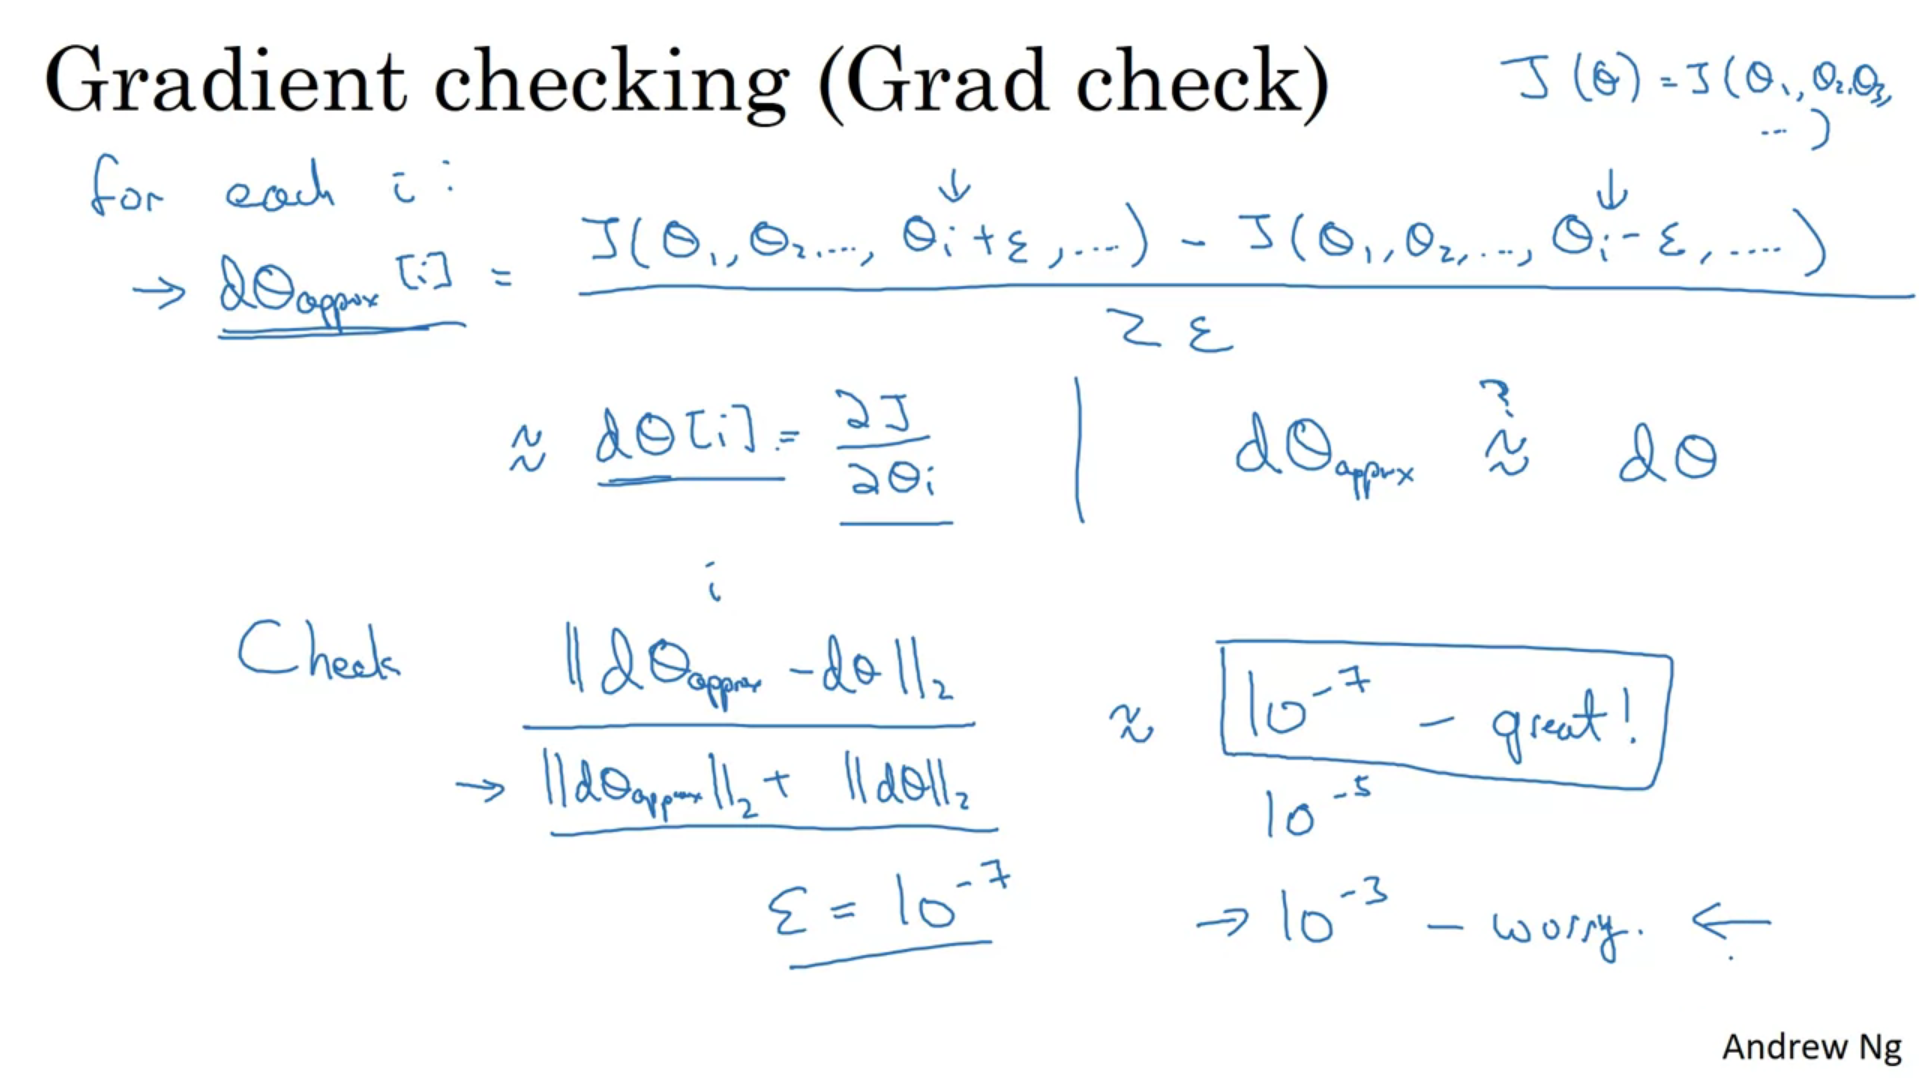 Gradient checking (Grad check)
J(θ) = J(θ₁, θ₂, θ₃, ...)
for each i:
→ dθapprox[i] = J(θ₁, θ₂, ..., θᵢ+ε, ...) - J(θ₁, θ₂, ..., θᵢ-ε, ...)
2ε
≈ dθ[i] = ∂J/∂θᵢ | dθapprox ≈? dθ
i
Check ||dθapprox - dθ||₂ ≈ 10⁻⁷ - great!
→ ||dθapprox||₂ + ||dθ||₂
10⁻⁵
ε = 10⁻⁷
→ 10⁻³ - worry. ←
Andrew Ng